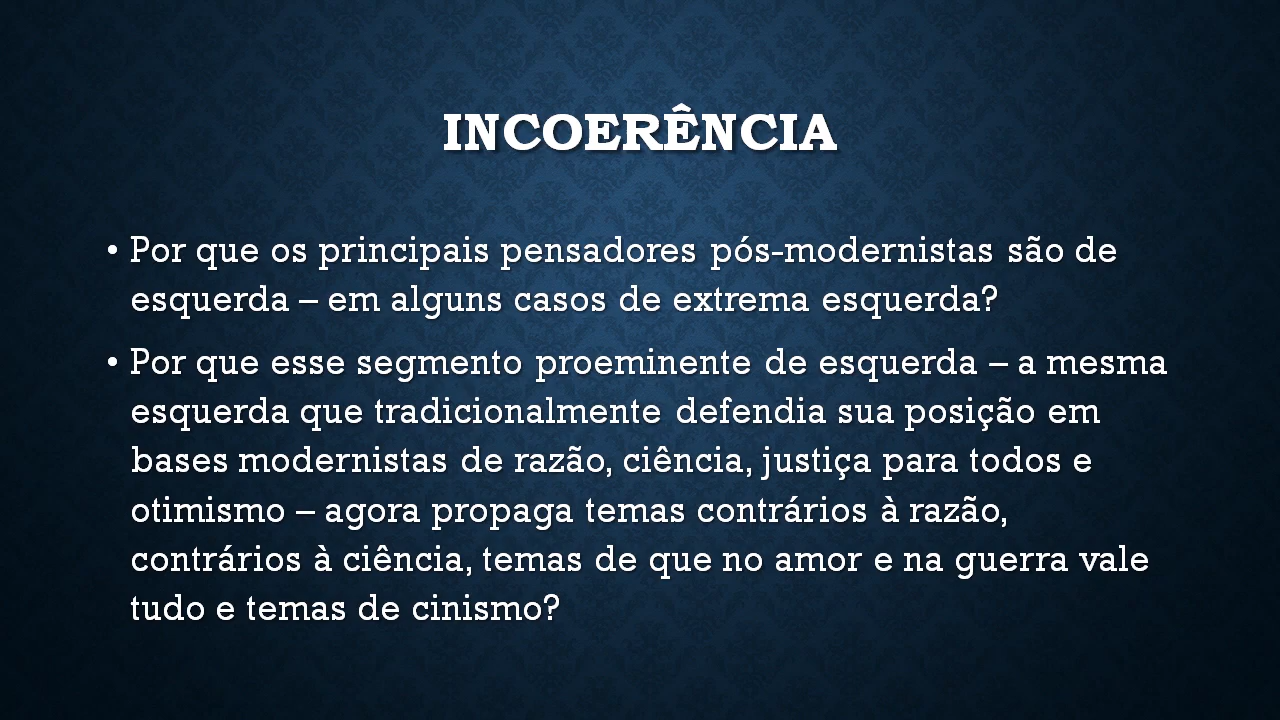 INCOERÊNCIA
• Por que os principais pensadores pós-modernistas são de
esquerda – em alguns casos de extrema esquerda?
• Por que esse segmento proeminente de esquerda – a mesma
esquerda que tradicionalmente defendia sua posição em
bases modernistas de razão, ciência, justiça para todos e
otimismo – agora propaga temas contrários à razão,
contrários à ciência, temas de que no amor e na guerra vale
tudo e temas de cinismo?